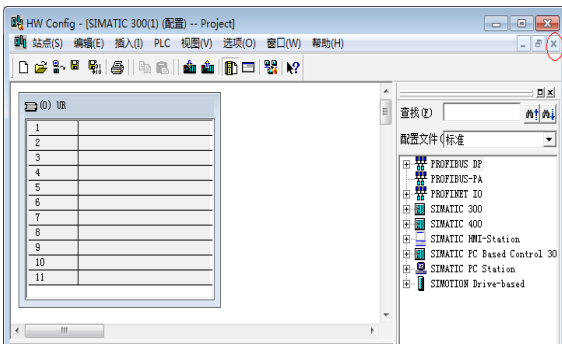 HW Config - [SIMATIC 300(1) (配置) -- Project]
站点(S) 编辑(E) 插入(I) PLC 视图(V) 选项(O) 窗口(W) 帮助(H)
(0) UR
1
2
3
4
5
6
7
8
9
10
11
查找(F)
配置文件( 标准
PROFIBUS DP
PROFIBUS-PA
PROFINET IO
SIMATIC 300
SIMATIC 400
SIMATIC HMI-Station
SIMATIC PC Based Control 30
SIMATIC PC Station
SIMOTION Drive-based